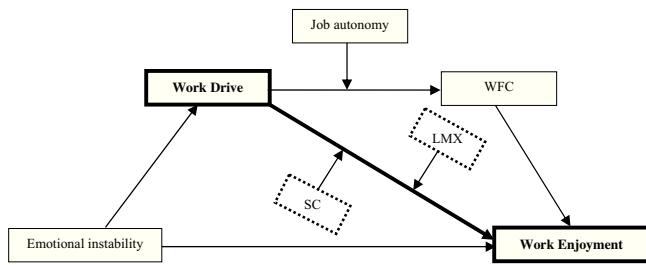 Job autonomy
Work Drive
WFC
LMX
SC
Emotional instability
Work Enjoyment